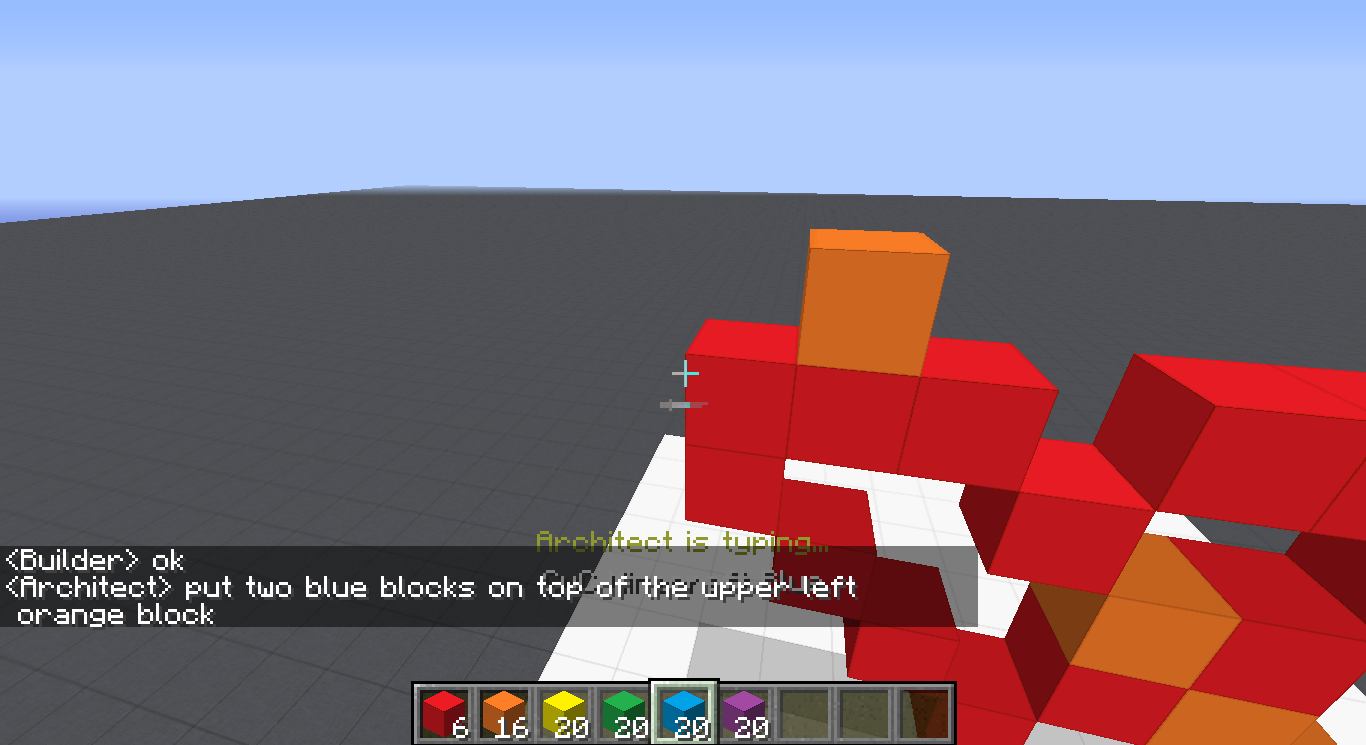 Architect is typing...
<Builder> ok
<Architect> put two blue blocks on top of the upper left
orange block
6 16 20 20 20 20